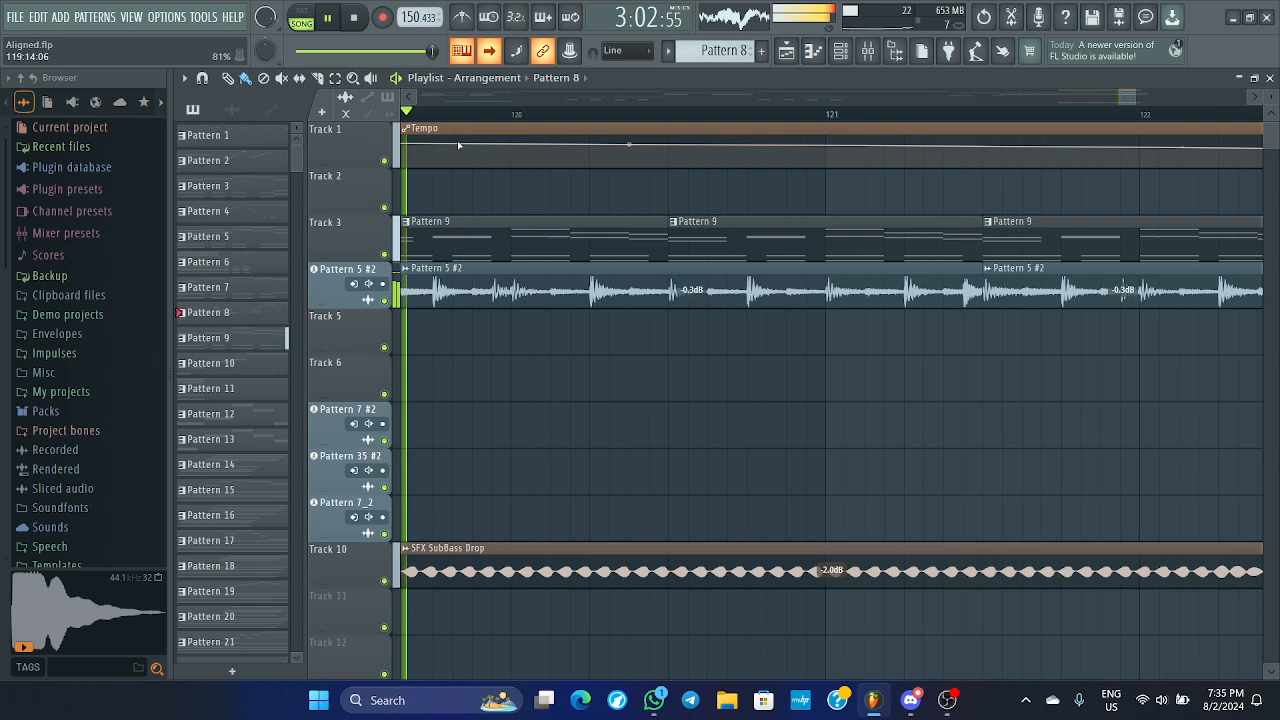 FILE EDIT ADD PATTERNS VIEW OPTIONS TOOLS HELP
PAT
SONG
150.433
3.2.
3:02:55
M:S:CS
22
653 MB
7
Aligned.flp
119:14:06
81%
Line
Pattern 8
Today A newer version of
FL Studio is available!
Browser
Playlist - Arrangement
Pattern 8
Current project
Recent files
Plugin database
Plugin presets
Channel presets
Mixer presets
Scores
Backup
Clipboard files
Demo projects
Envelopes
Impulses
Misc
My projects
Packs
Project bones
Recorded
Rendered
Sliced audio
Soundfonts
Sounds
Speech
Templates
44.1kHz 32
TAGS
Pattern 1
Pattern 2
Pattern 3
Pattern 4
Pattern 5
Pattern 6
Pattern 7
Pattern 8
Pattern 9
Pattern 10
Pattern 11
Pattern 12
Pattern 13
Pattern 14
Pattern 15
Pattern 16
Pattern 17
Pattern 18
Pattern 19
Pattern 20
Pattern 21
120
121
122
Track 1
Tempo
Track 2
Track 3
Pattern 9
Pattern 9
Pattern 9
Pattern 5 #2
Pattern 5 #2
Pattern 5 #2
-0.3dB
-0.3dB
Track 5
Track 6
Pattern 7 #2
Pattern 35 #2
Pattern 7_2
Track 10
SFX SubBass Drop
-2.0dB
Track 11
Track 12
Search
1
ENG
US
7:35 PM
8/2/2024